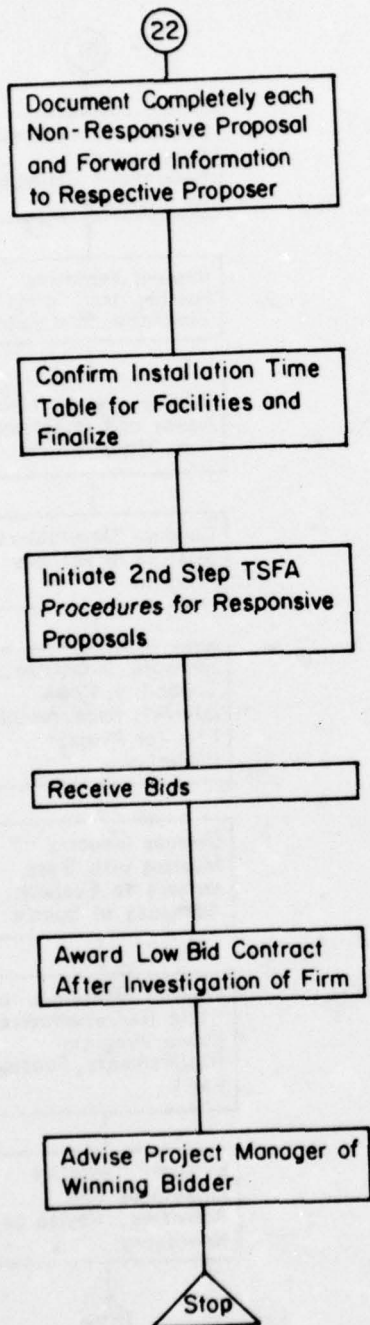 22
Document Completely each
Non-Responsive Proposal
and Forward Information
to Respective Proposer
Confirm Installation Time
Table for Facilities and
Finalize
Initiate 2nd Step TSFA
Procedures for Responsive
Proposals
Receive Bids
Award Low Bid Contract
After Investigation of Firm
Advise Project Manager of
Winning Bidder
Stop